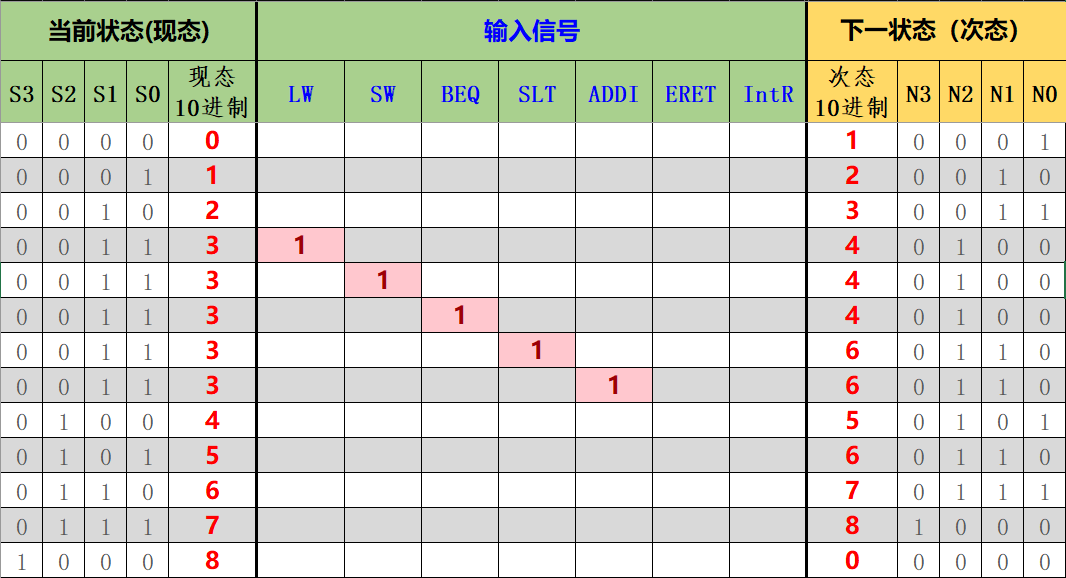 当前状态(现态) 输入信号 下一状态（次态）
S3 S2 S1 S0 现态 10进制 LW SW BEQ SLT ADDI ERET IntR 次态 10进制 N3 N2 N1 N0
0 0 0 0 0 1 0 0 0 1
0 0 0 1 1 2 0 0 1 0
0 0 1 0 2 3 0 0 1 1
0 0 1 1 3 1 4 0 1 0 0
0 0 1 1 3 1 4 0 1 0 0
0 0 1 1 3 1 4 0 1 0 0
0 0 1 1 3 1 6 0 1 1 0
0 0 1 1 3 1 6 0 1 1 0
0 1 0 0 4 5 0 1 0 1
0 1 0 1 5 6 0 1 1 0
0 1 1 0 6 7 0 1 1 1
0 1 1 1 7 8 1 0 0 0
1 0 0 0 8 0 0 0 0 0